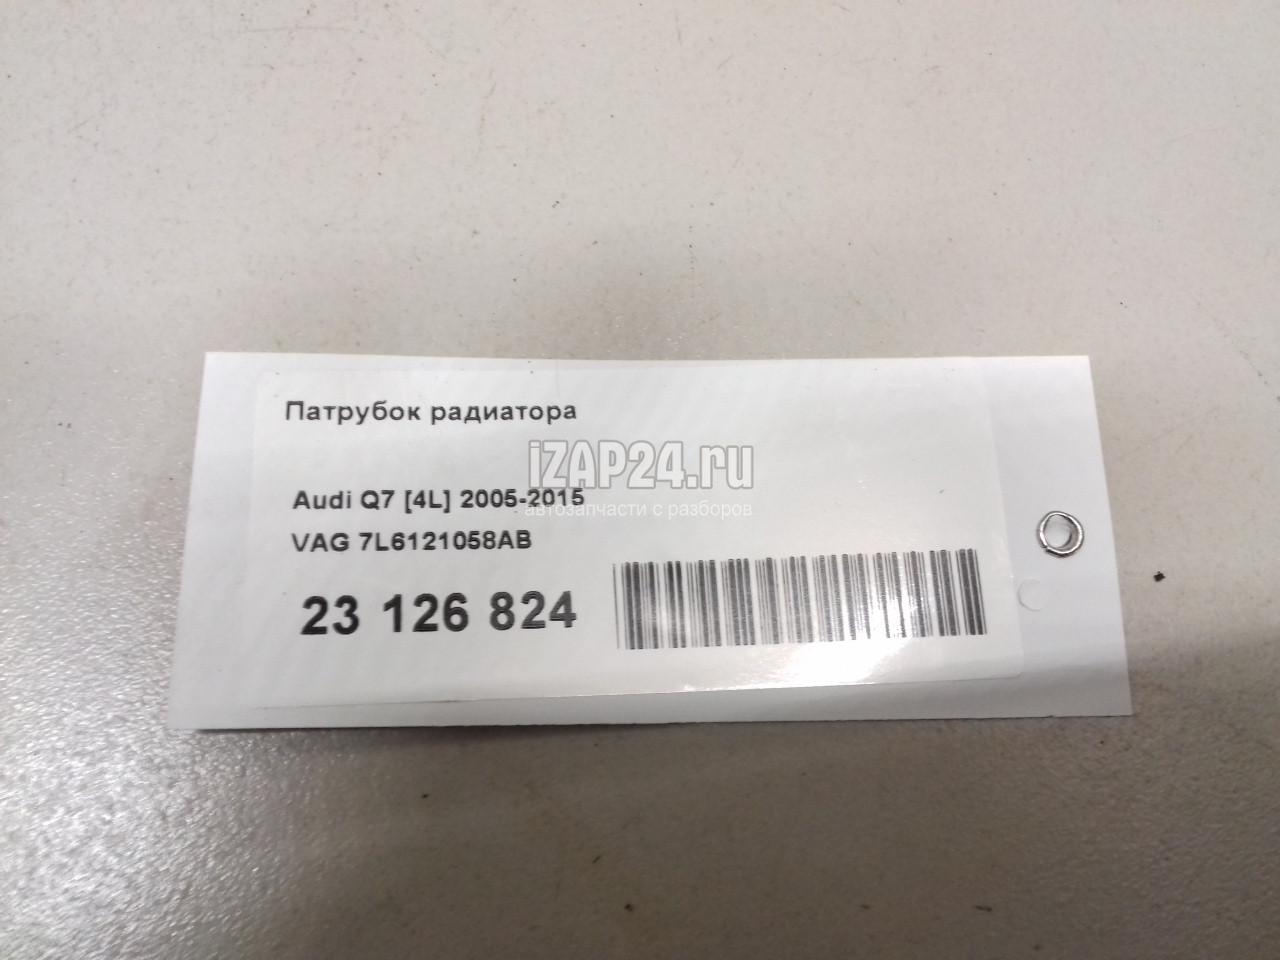 Патрубок радиатора
iZAP24.ru
Audi Q7 [4L] 2005-2015
автозапчасти с разборов
VAG 7L6121058AB
23 126 824